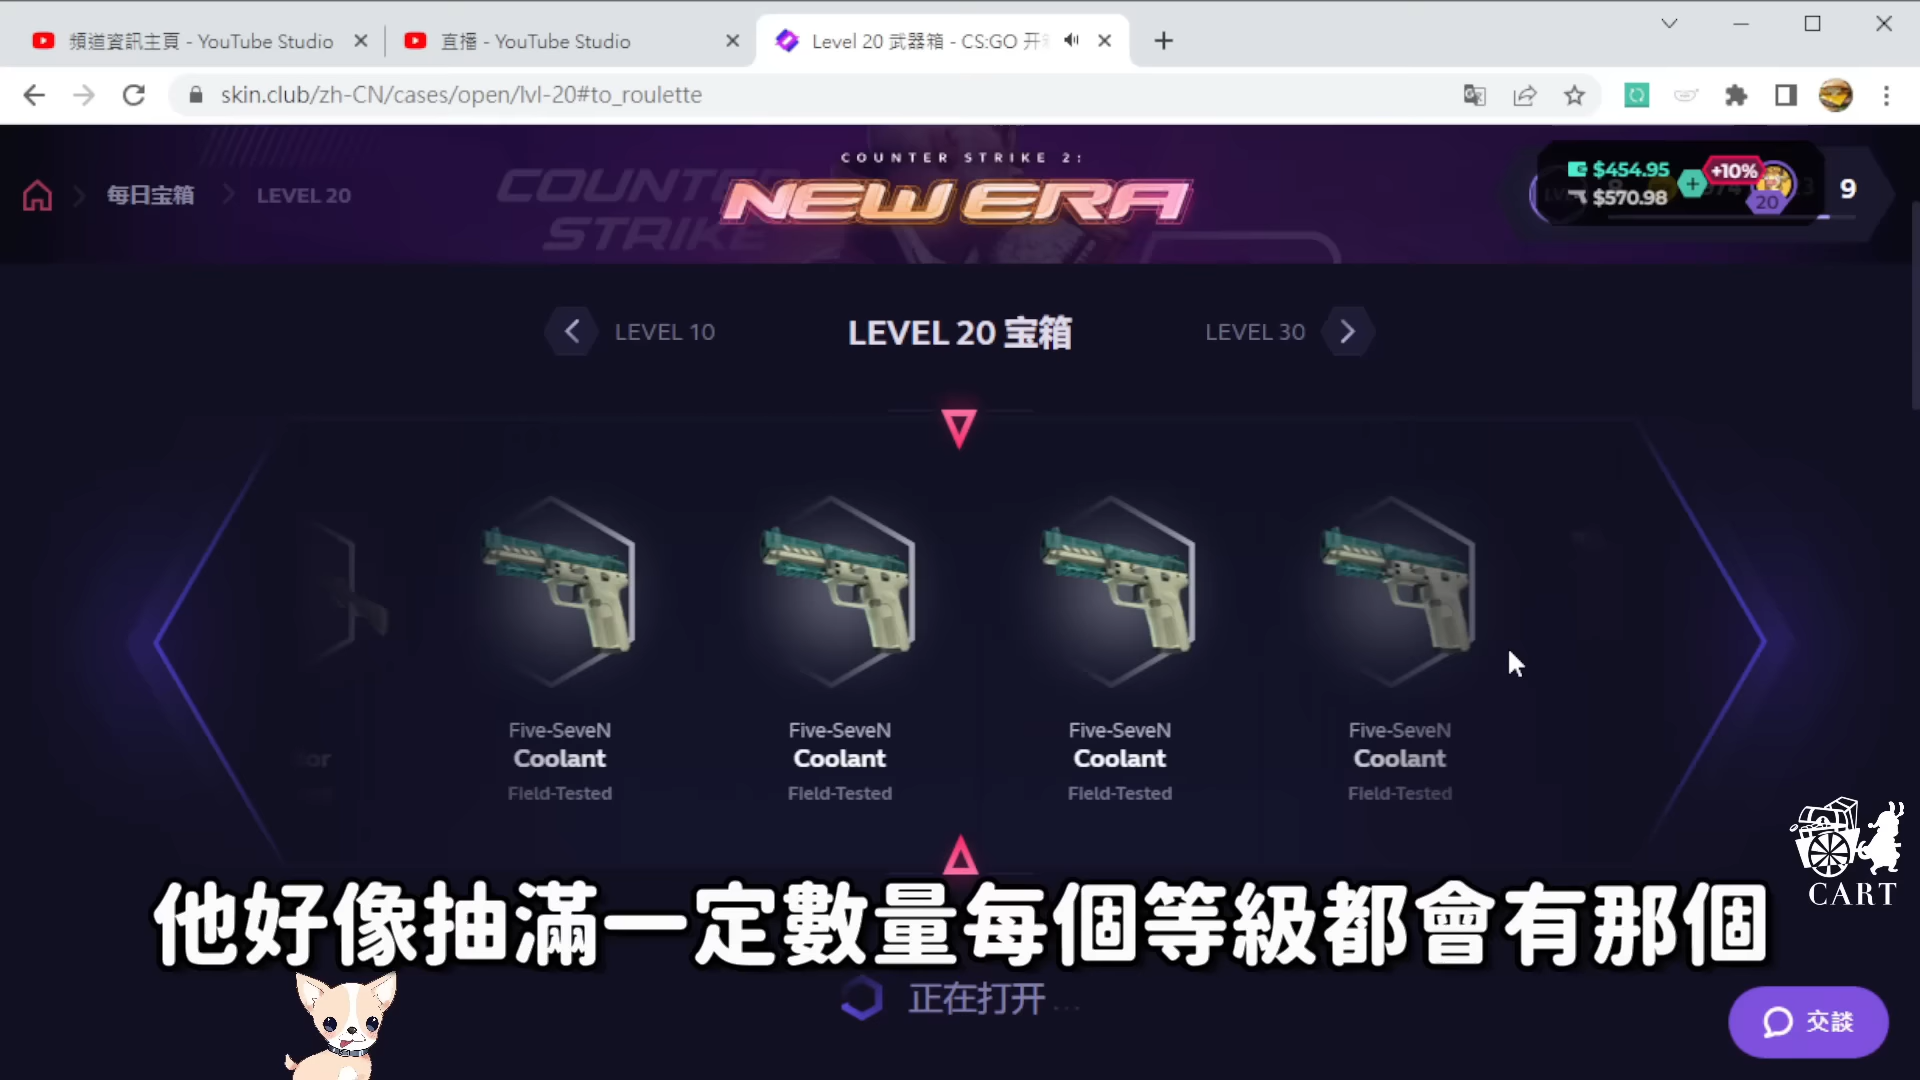 頻道資訊主頁 - YouTube Studio
直播 - YouTube Studio
Level 20 武器箱 - CS:GO 开
skin.club/zh-CN/cases/open/lvl-20#to_roulette
COUNTER STRIKE 2:
NEW ERA
COUNTER
STRIKE
每日宝箱
LEVEL 20
$454.95
+10%
$570.98
20
9
LEVEL 10
LEVEL 20 宝箱
LEVEL 30
Five-SeveN
Coolant
Field-Tested
Five-SeveN
Coolant
Field-Tested
Five-SeveN
Coolant
Field-Tested
Five-SeveN
Coolant
Field-Tested
CART
他好像抽滿一定數量每個等級都會有那個
正在打开...
交談